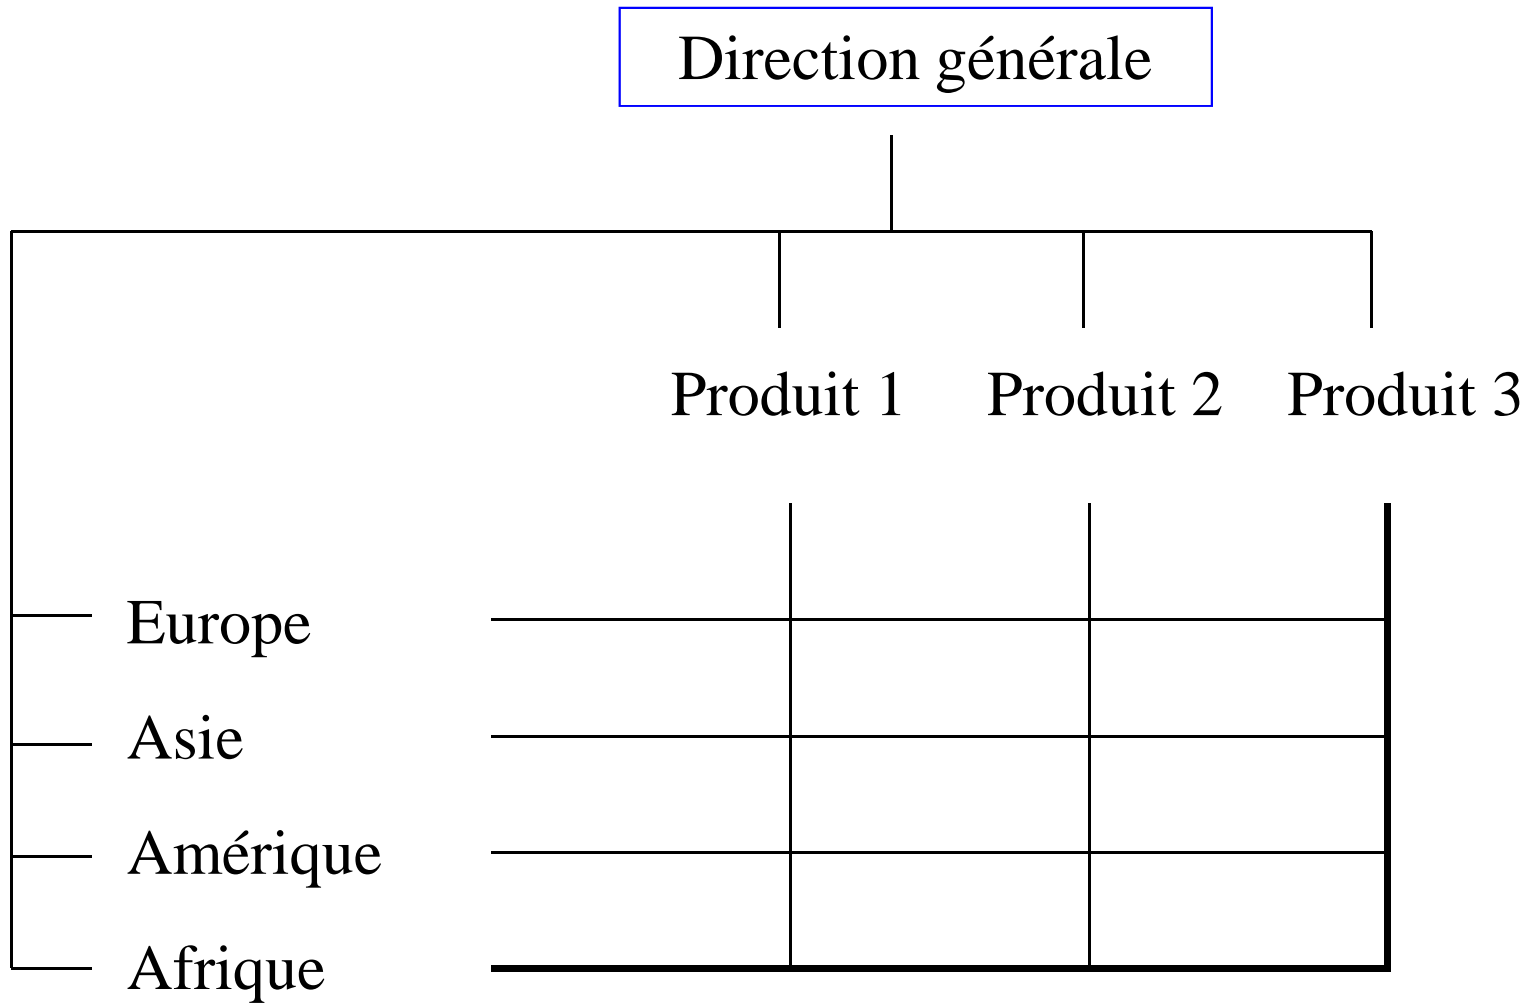 Direction générale
Produit 1 Produit 2 Produit 3
Europe
Asie
Amérique
Afrique